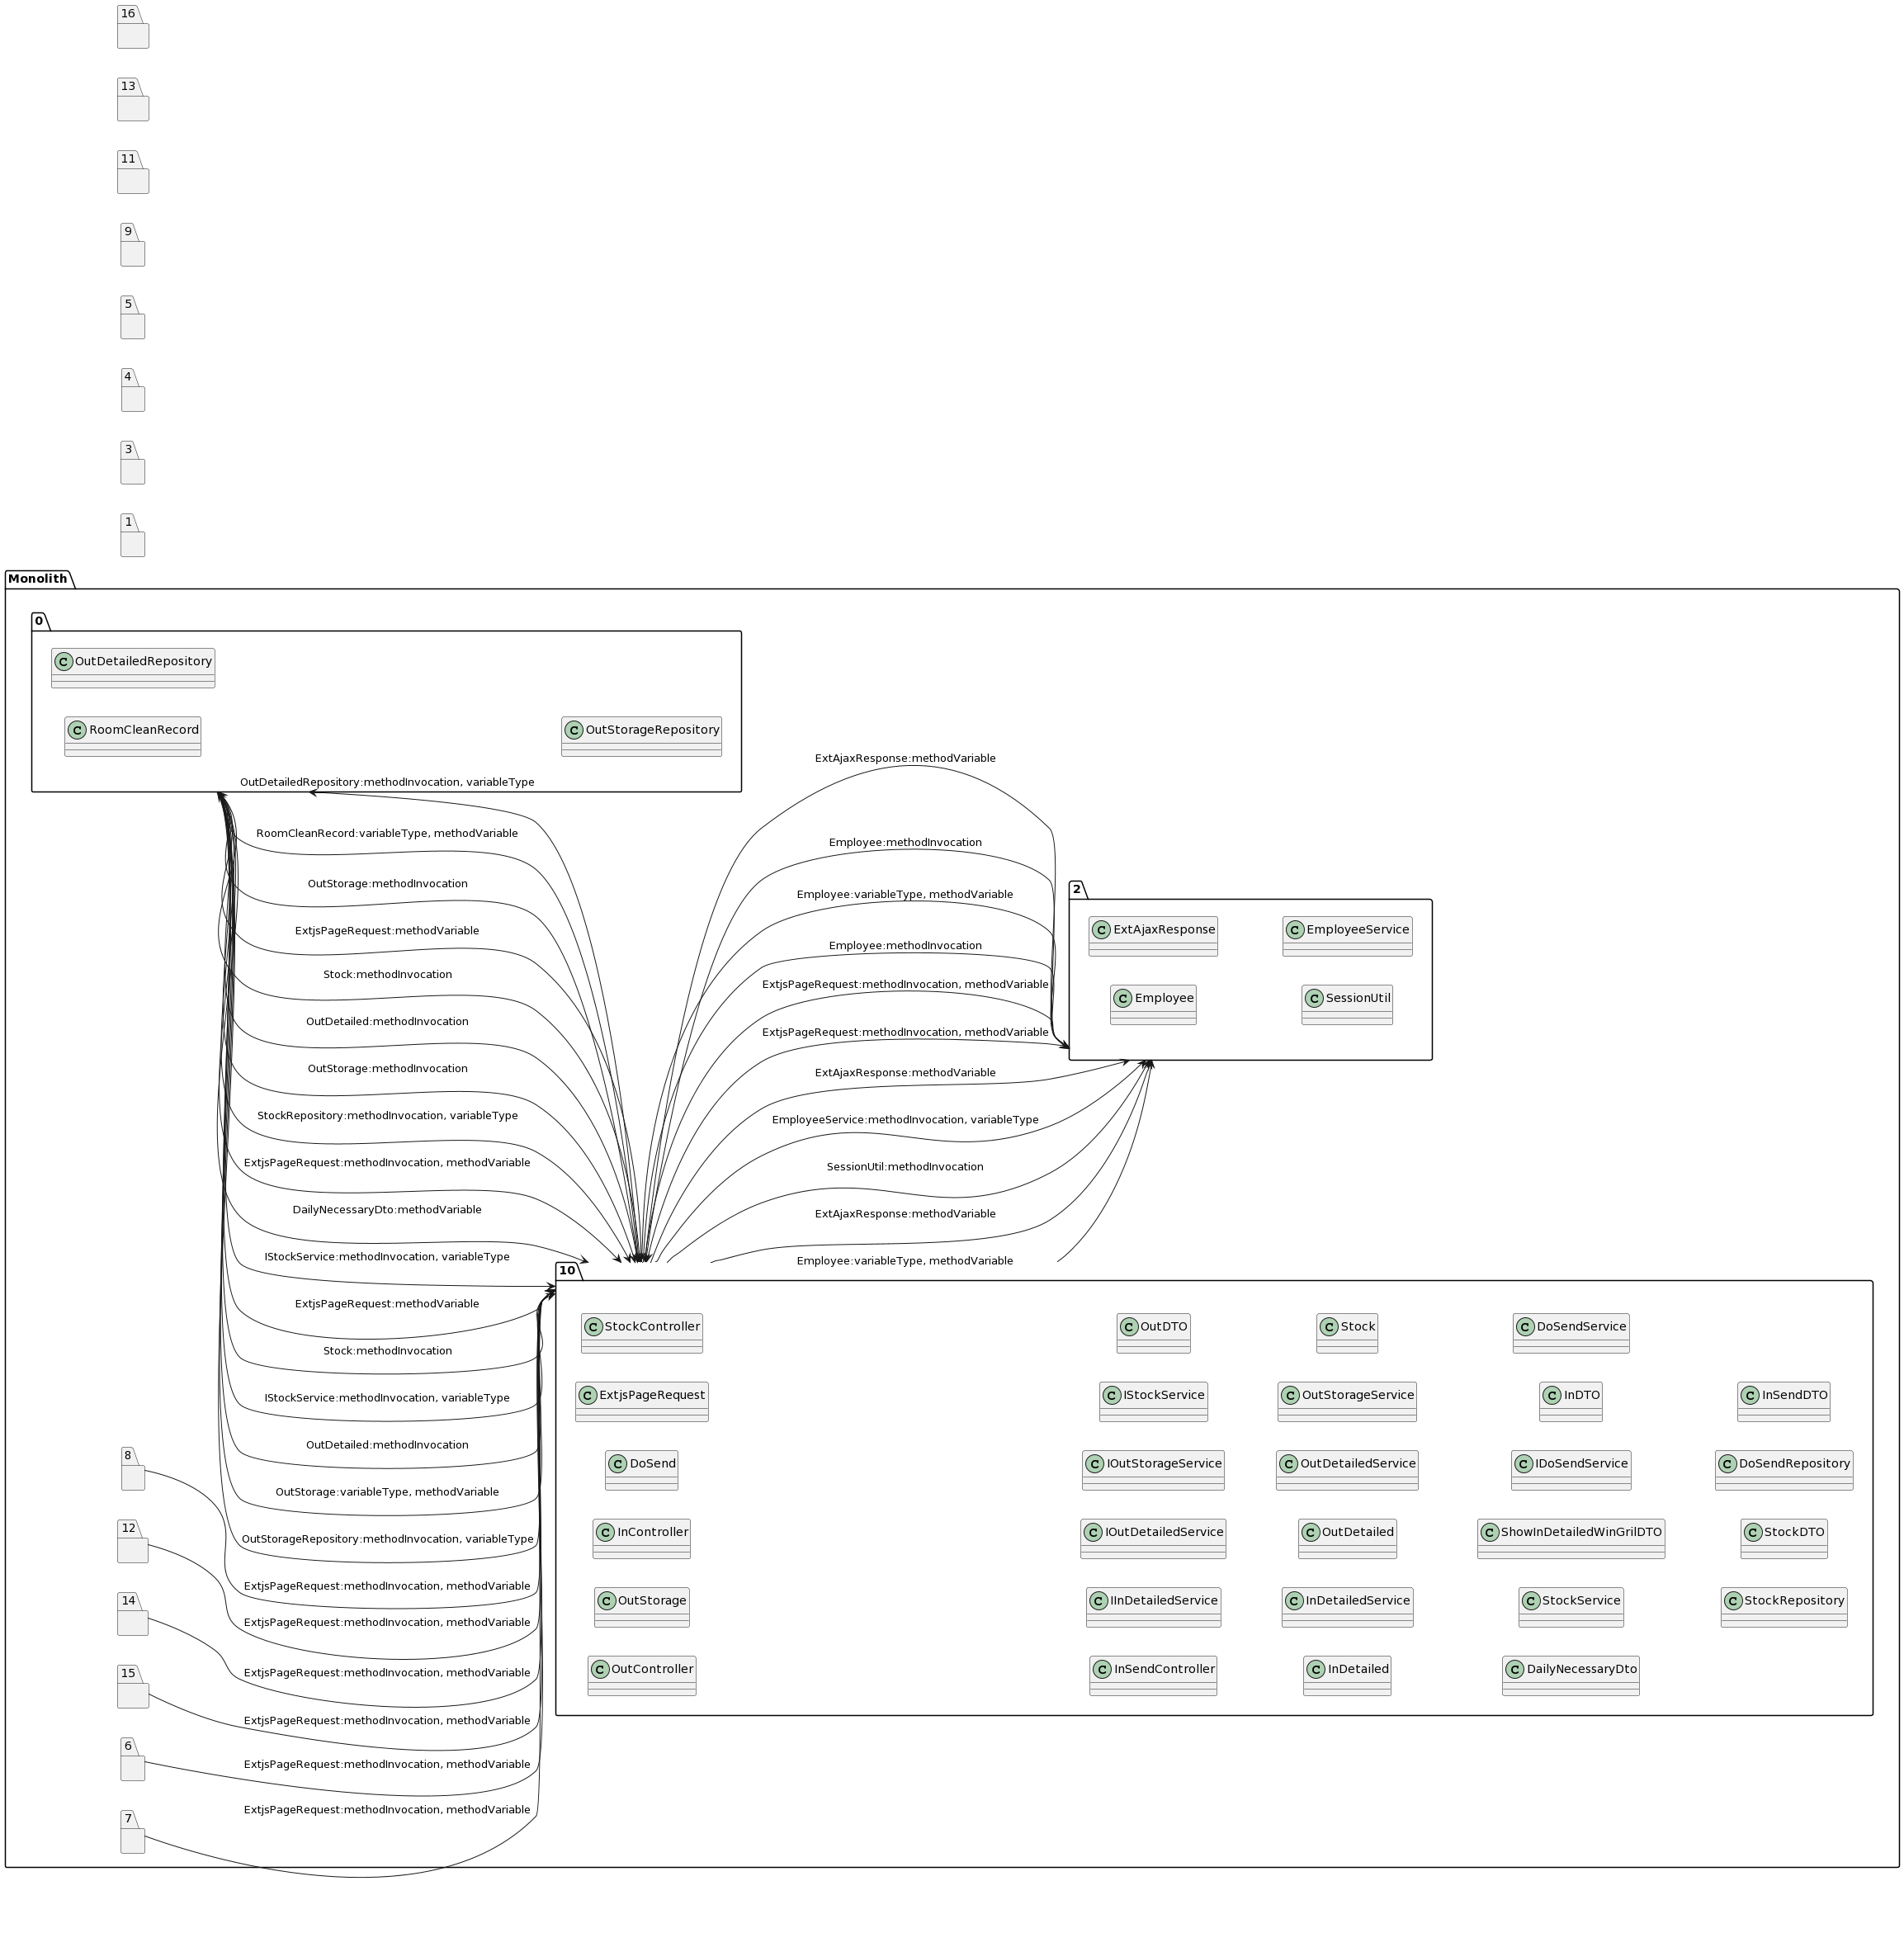 16
13
11
9
5
4
3
1
Monolith
0
OutDetailedRepository
RoomCleanRecord
OutStorageRepository
OutDetailedRepository:methodInvocation, variableType
RoomCleanRecord:variableType, methodVariable
OutStorage:methodInvocation
ExtjsPageRequest:methodVariable
Stock:methodInvocation
OutDetailed:methodInvocation
OutStorage:methodInvocation
StockRepository:methodInvocation, variableType
ExtjsPageRequest:methodInvocation, methodVariable
DailyNecessaryDto:methodVariable
IStockService:methodInvocation, variableType
ExtjsPageRequest:methodVariable
Stock:methodInvocation
IStockService:methodInvocation, variableType
OutDetailed:methodInvocation
OutStorage:variableType, methodVariable
OutStorageRepository:methodInvocation, variableType
ExtjsPageRequest:methodInvocation, methodVariable
ExtjsPageRequest:methodInvocation, methodVariable
ExtjsPageRequest:methodInvocation, methodVariable
ExtjsPageRequest:methodInvocation, methodVariable
ExtjsPageRequest:methodInvocation, methodVariable
ExtjsPageRequest:methodInvocation, methodVariable
8
12
14
15
6
7
ExtAjaxResponse:methodVariable
Employee:methodInvocation
Employee:variableType, methodVariable
Employee:methodInvocation
ExtjsPageRequest:methodInvocation, methodVariable
ExtjsPageRequest:methodInvocation, methodVariable
ExtAjaxResponse:methodVariable
EmployeeService:methodInvocation, variableType
SessionUtil:methodInvocation
ExtAjaxResponse:methodVariable
Employee:variableType, methodVariable
2
C ExtAjaxResponse
C EmployeeService
C Employee
C SessionUtil
10
C StockController
C OutDTO
C Stock
C DoSendService
C ExtjsPageRequest
C IStockService
C OutStorageService
C InDTO
C InSendDTO
C DoSend
C IOutStorageService
C OutDetailedService
C IDoSendService
C DoSendRepository
C InController
C IOutDetailedService
C OutDetailed
C ShowInDetailedWinGrilDTO
C StockDTO
C OutStorage
C IInDetailedService
C InDetailedService
C StockService
C StockRepository
C OutController
C InSendController
C InDetailed
C DailyNecessaryDto